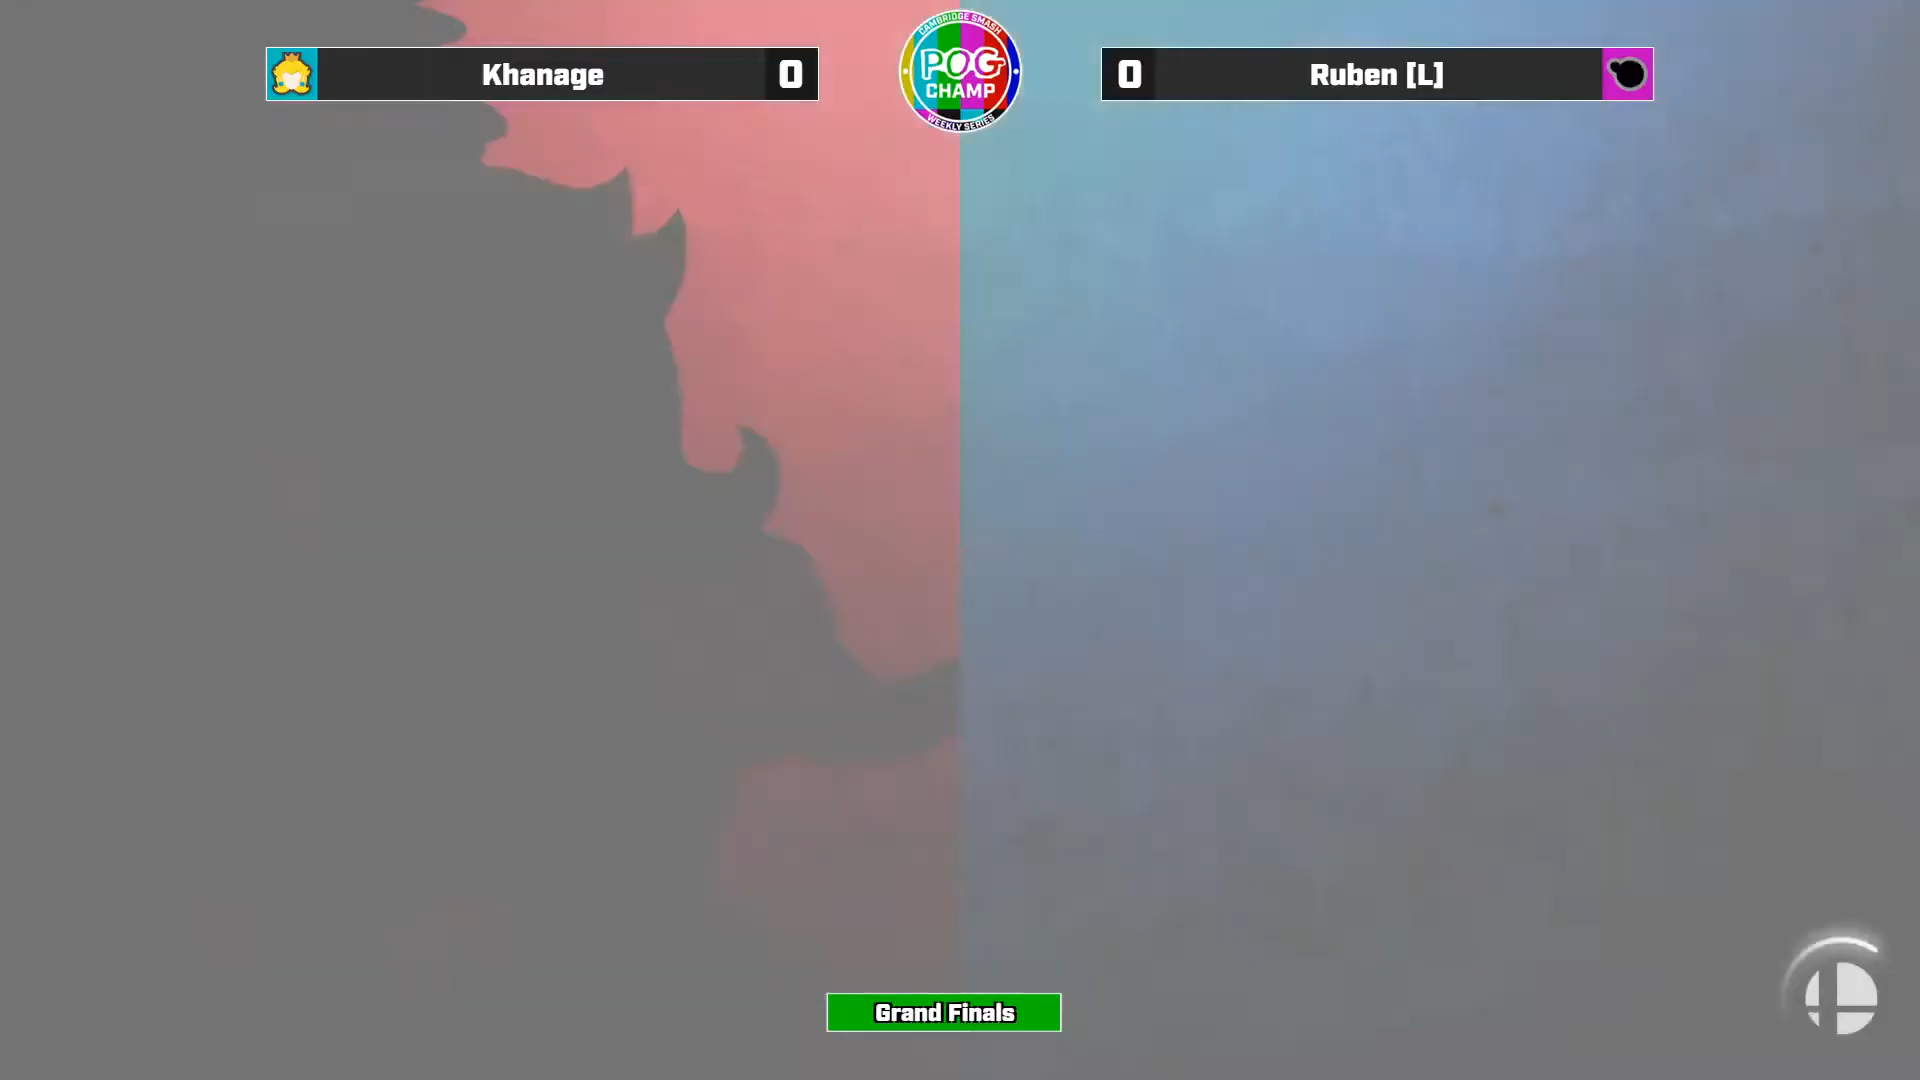 Khanage 0
CAMBRIDGE SMASH
POG
CHAMP
WEEKLY SERIES
0 Ruben [L]
Grand Finals